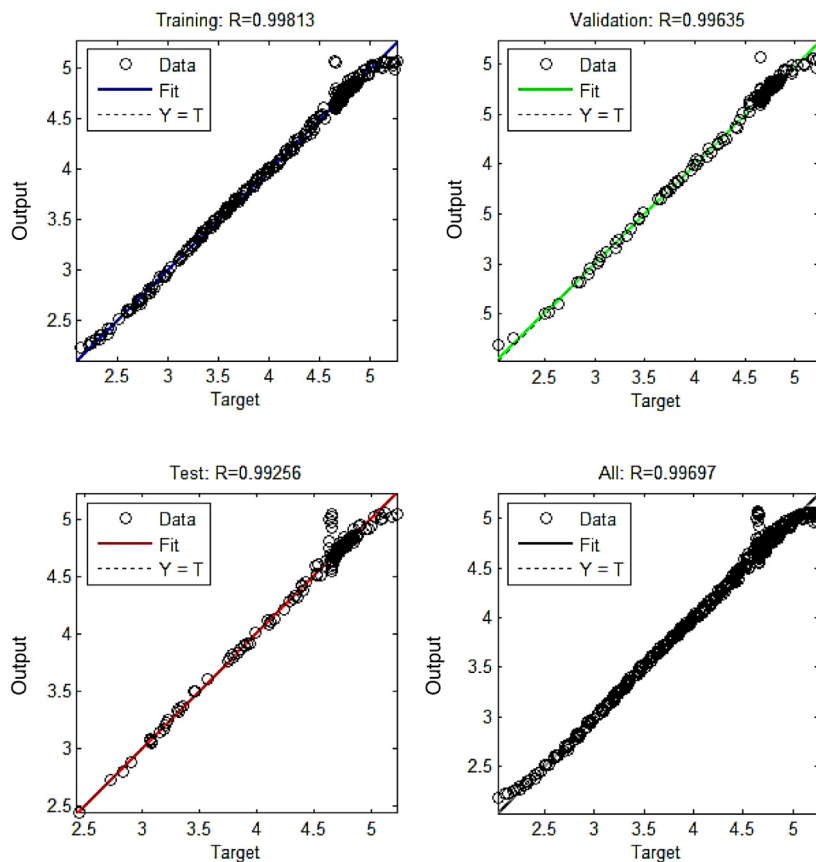 Training: R=0.99813
Data
Fit
Y = T
5
4.5
4
3.5
3
2.5
Output
2.5 3 3.5 4 4.5 5
Target
Validation: R=0.99635
Data
Fit
Y = T
5
.5
4
.5
3
.5
Output
2.5 3 3.5 4 4.5 5
Target
Test: R=0.99256
Data
Fit
Y = T
5
4.5
4
3.5
3
2.5
Output
2.5 3 3.5 4 4.5 5
Target
All: R=0.99697
Data
Fit
Y = T
5
4.5
4
3.5
3
2.5
Output
2.5 3 3.5 4 4.5 5
Target